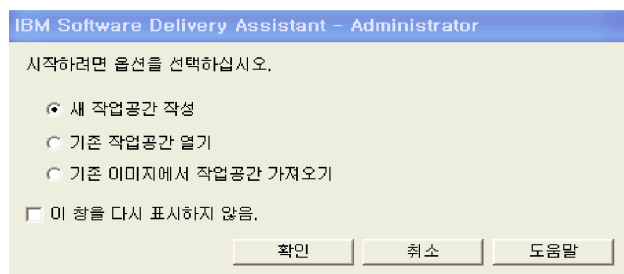 IBM Software Delivery Assistant - Administrator
시작하려면 옵션을 선택하십시오.
새 작업공간 작성
기존 작업공간 열기
기존 이미지에서 작업공간 가져오기
이 창을 다시 표시하지 않음.
확인 취소 도움말